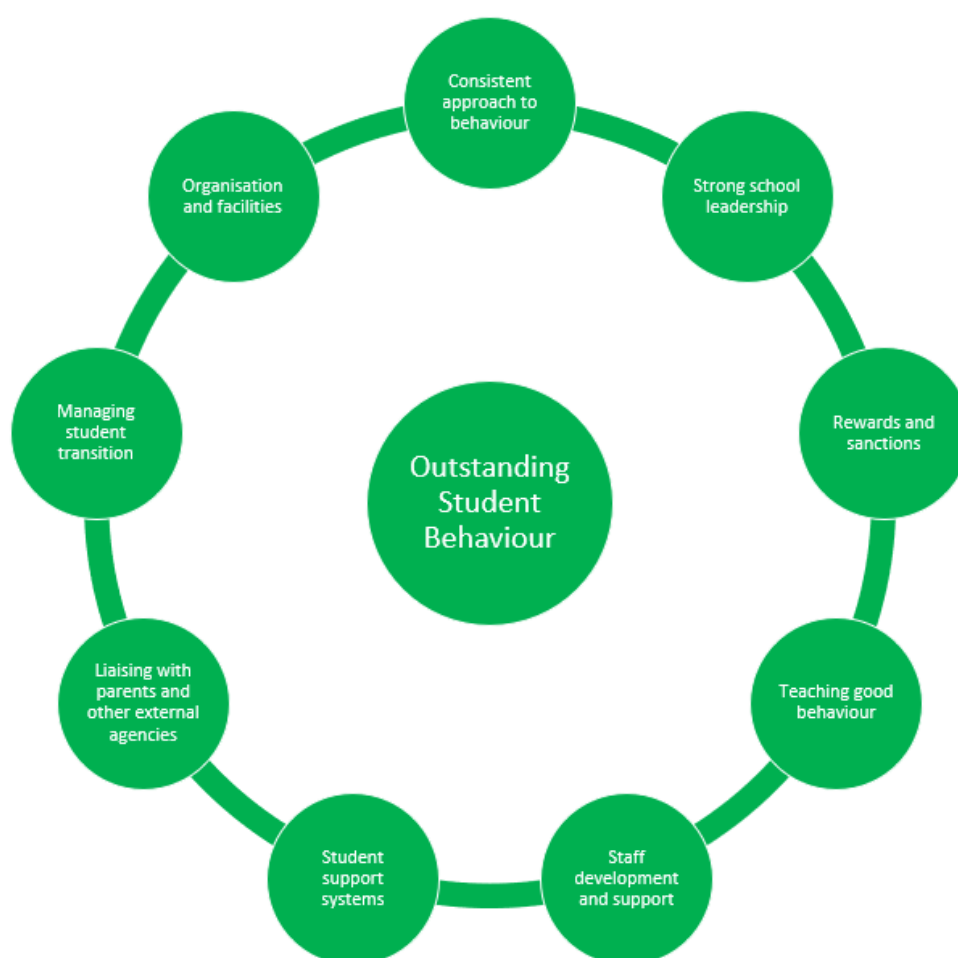 Consistent
approach to
behaviour
Strong school
leadership
Rewards and
sanctions
Teaching good
behaviour
Staff
development
and support
Student
support
systems
Liaising with
parents and
other external
agencies
Managing
student
transition
Organisation
and facilities
Outstanding
Student
Behaviour